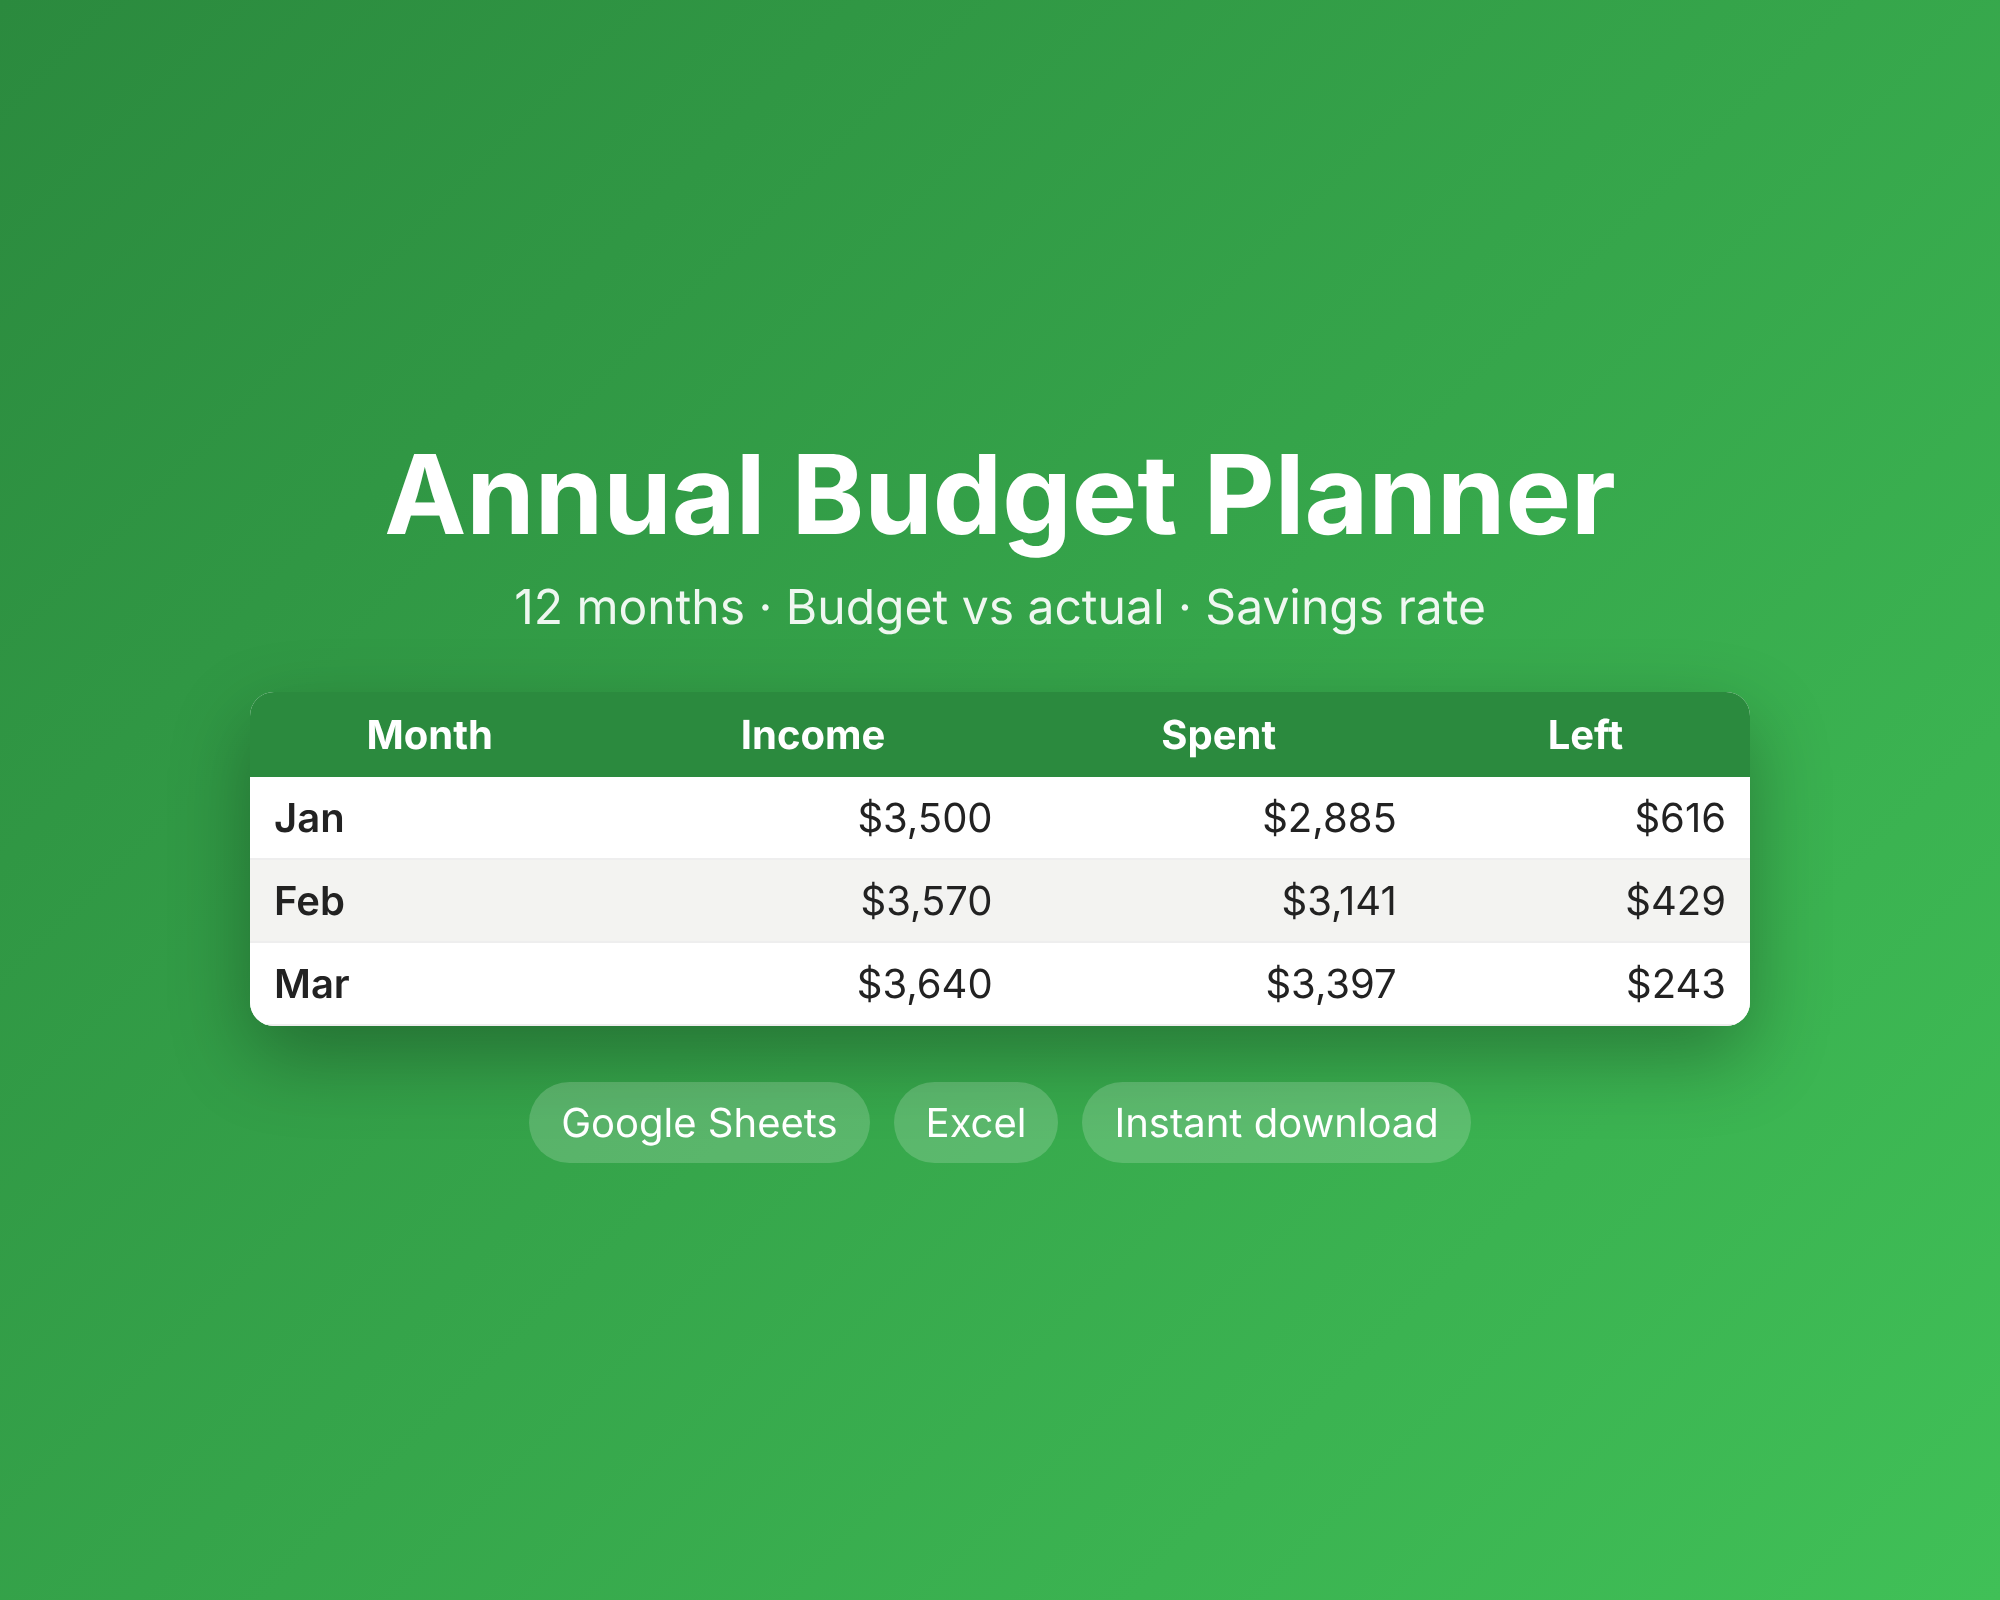 Annual Budget Planner
12 months · Budget vs actual · Savings rate
Month Income Spent Left
Jan $3,500 $2,885 $616
Feb $3,570 $3,141 $429
Mar $3,640 $3,397 $243
Google Sheets Excel Instant download